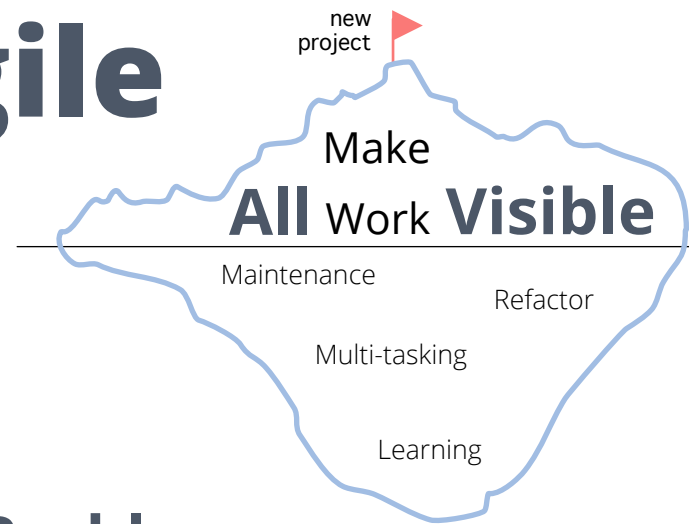 new
project
gile
Make
All Work Visible
Maintenance
Refactor
Multi-tasking
Learning